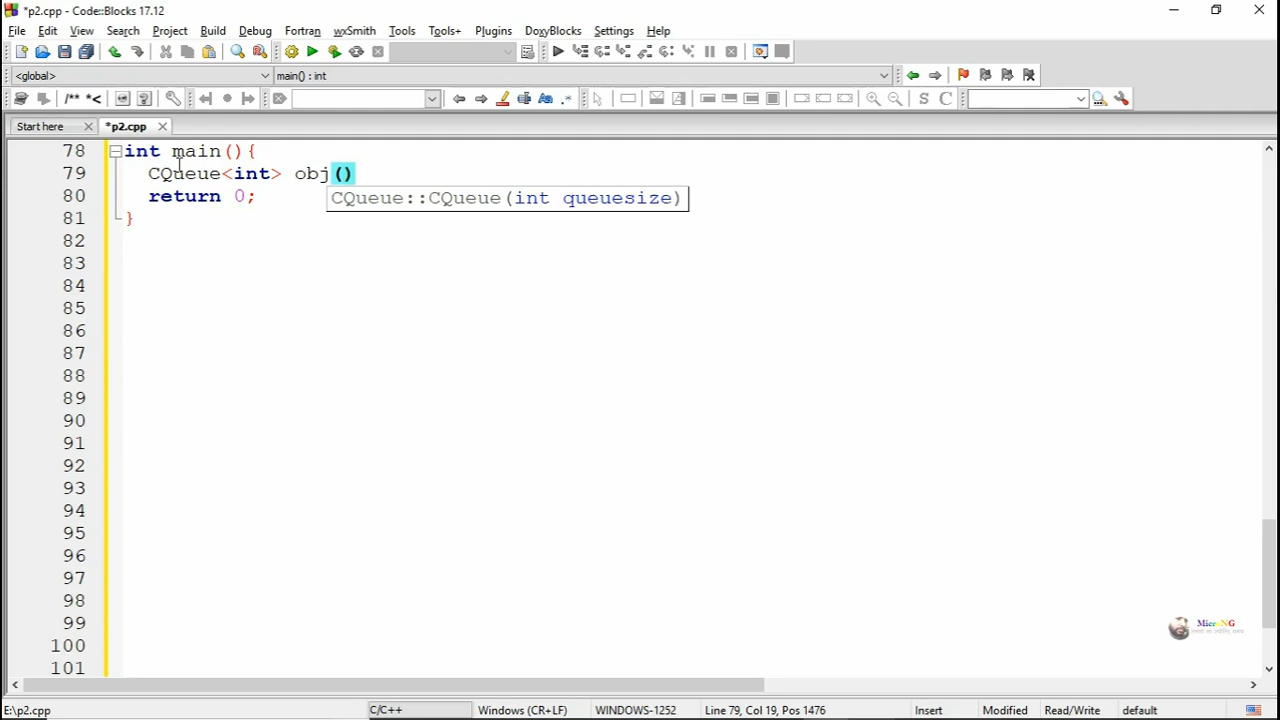 *p2.cpp - Code::Blocks 17.12
File Edit View Search Project Build Debug Fortran wxSmith Tools Tools+ Plugins DoxyBlocks Settings Help
<global> main() : int
/** *<
S C
Start here *p2.cpp
78 int main(){
79 CQueue<int> obj()
80 return 0;
CQueue::CQueue(int queuesize)
81 }
82
83
84
85
86
87
88
89
90
91
92
93
94
95
96
97
98
99
100
101
MicroNG
E:\p2.cpp C/C++ Windows (CR+LF) WINDOWS-1252 Line 79, Col 19, Pos 1476 Insert Modified Read/Write default